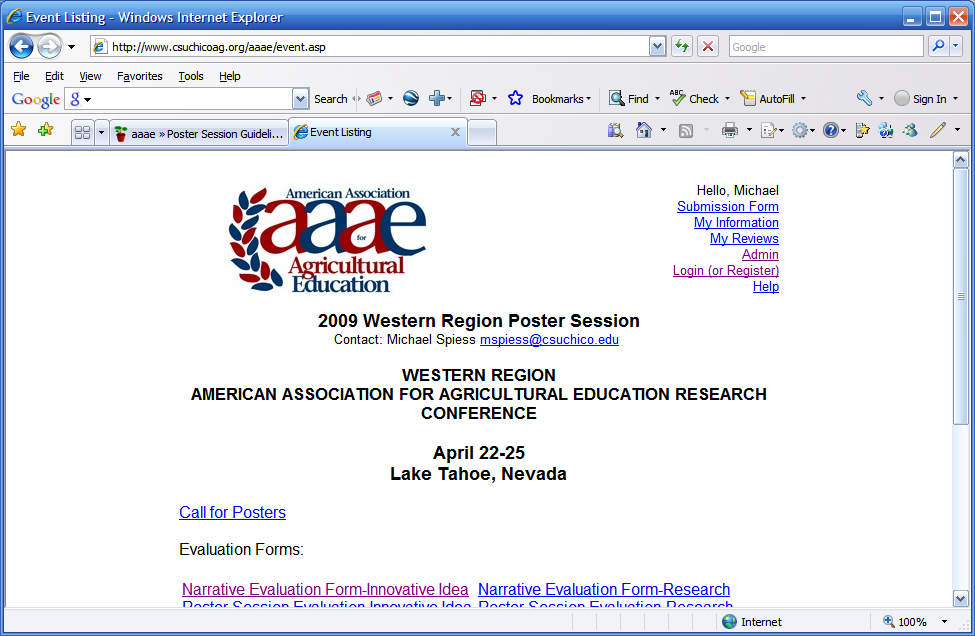 Event Listing - Windows Internet Explorer
http://www.csuchicoag.org/aaae/event.asp
Google
File Edit View Favorites Tools Help
Google g Search Bookmarks Find ABC Check AutoFill Sign In
aaae » Poster Session Guideli... Event Listing
American Association
aaae
for
Agricultural
Education
Hello, Michael
Submission Form
My Information
My Reviews
Admin
Login (or Register)
Help
2009 Western Region Poster Session
Contact: Michael Spiess mspiess@csuchico.edu
WESTERN REGION
AMERICAN ASSOCIATION FOR AGRICULTURAL EDUCATION RESEARCH
CONFERENCE
April 22-25
Lake Tahoe, Nevada
Call for Posters
Evaluation Forms:
Narrative Evaluation Form-Innovative Idea Narrative Evaluation Form-Research
Poster Session Evaluation Innovative Idea Poster Session Evaluation Research
Internet 100%